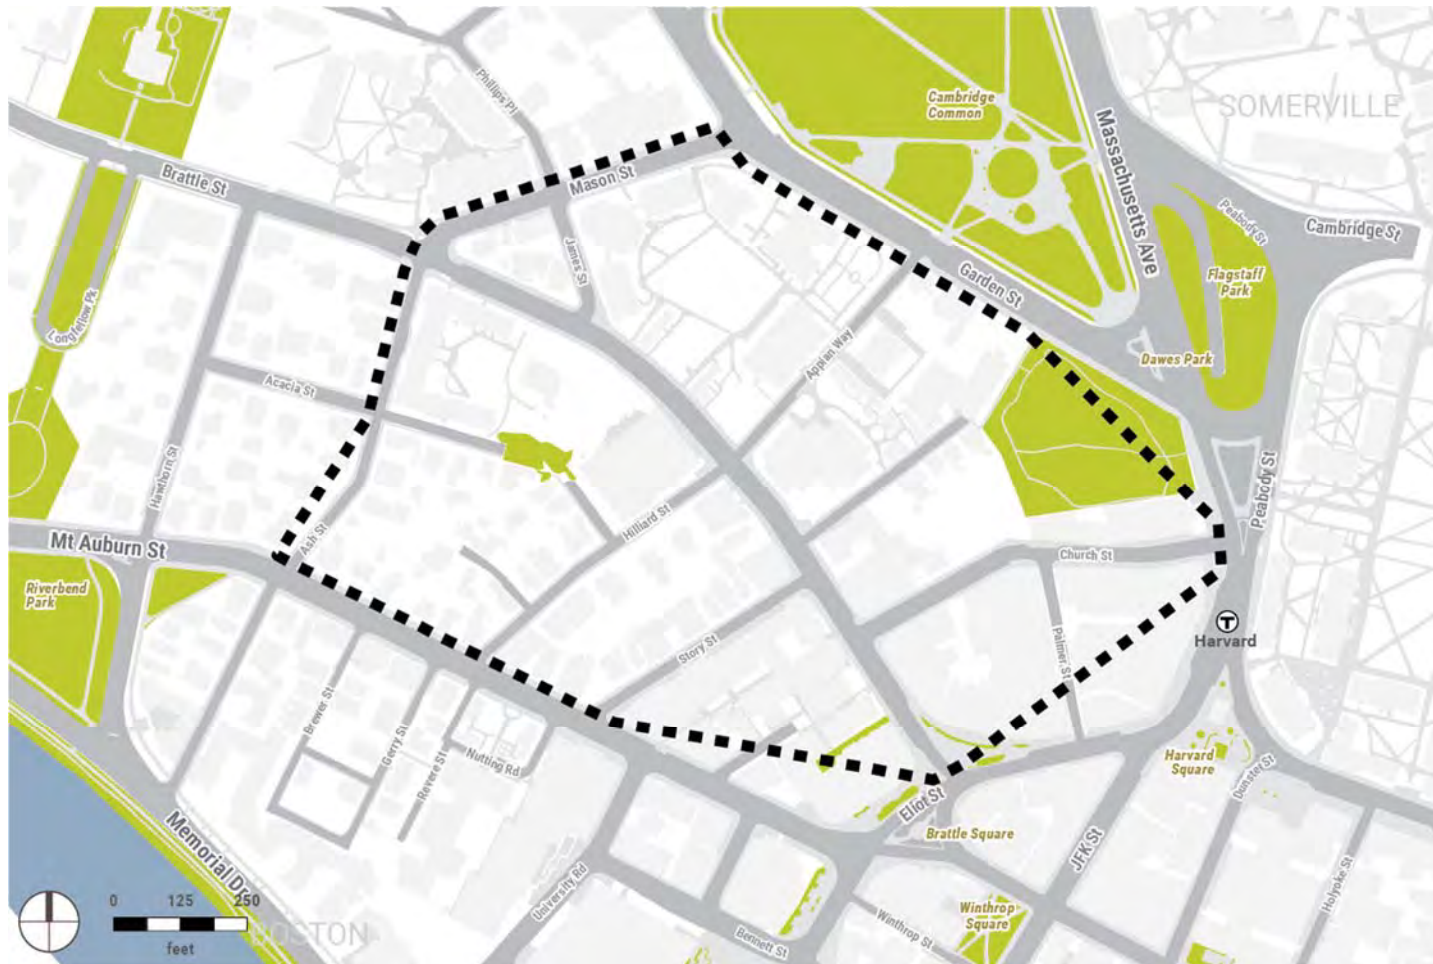 Phillips Pl
Cambridge
Common
SOMERVILLE
Massachusetts Ave
Brattle St
Mason St
Peabody St
Cambridge St
James St
Garden St
Flagstaff
Park
Longfellow Pk
Appian Way
Dawes Park
Acacia St
Hawthorn St
Peabody St
Ash St
Hilliard St
Mt Auburn St
Church St
Riverbend
Park
T
Harvard
Story St
Palmer St
Brewer St
Gerry St
Revere St
Nutting Rd
Harvard
Square
Dunster St
Eliot St
Brattle Square
JFK St
Memorial Dr
University Rd
Holyoke St
0 125 250
feet
BOSTON
Winthrop
Square
Winthrop St
Bennett St